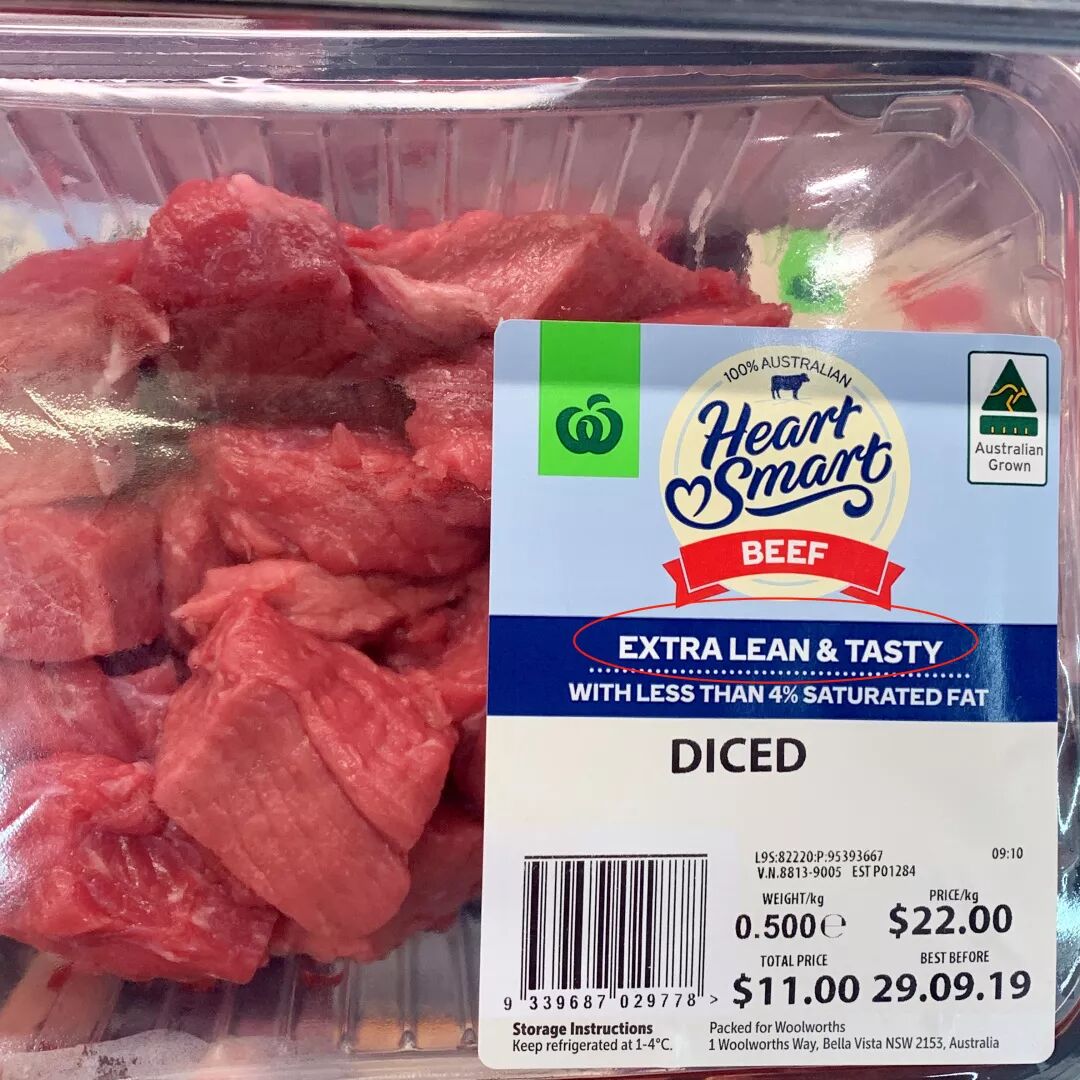 100% AUSTRALIAN
Heart
Smart
BEEF
Australian
Grown
EXTRA LEAN & TASTY
WITH LESS THAN 4% SATURATED FAT
DICED
L9S:82220:P:95393667 09:10
V.N.8813-9005 EST P01284
WEIGHT/kg PRICE/kg
0.500e $22.00
TOTAL PRICE BEST BEFORE
$11.00 29.09.19
9 339687 029778 >
Storage Instructions
Keep refrigerated at 1-4°C.
Packed for Woolworths
1 Woolworths Way, Bella Vista NSW 2153, Australia